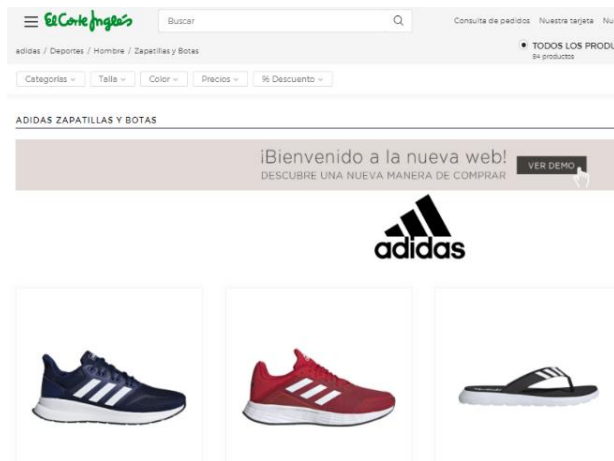 El Corte Inglés
Buscar
Consulta de pedidos Nuestra tarjeta
adidas / Deportes / Hombre / Zapatillas y Botas
TODOS LOS PRODU
84 productos
Categorías Talla Color Precios % Descuento
ADIDAS ZAPATILLAS Y BOTAS
¡Bienvenido a la nueva web!
DESCUBRE UNA NUEVA MANERA DE COMPRAR
VER DEMO
adidas